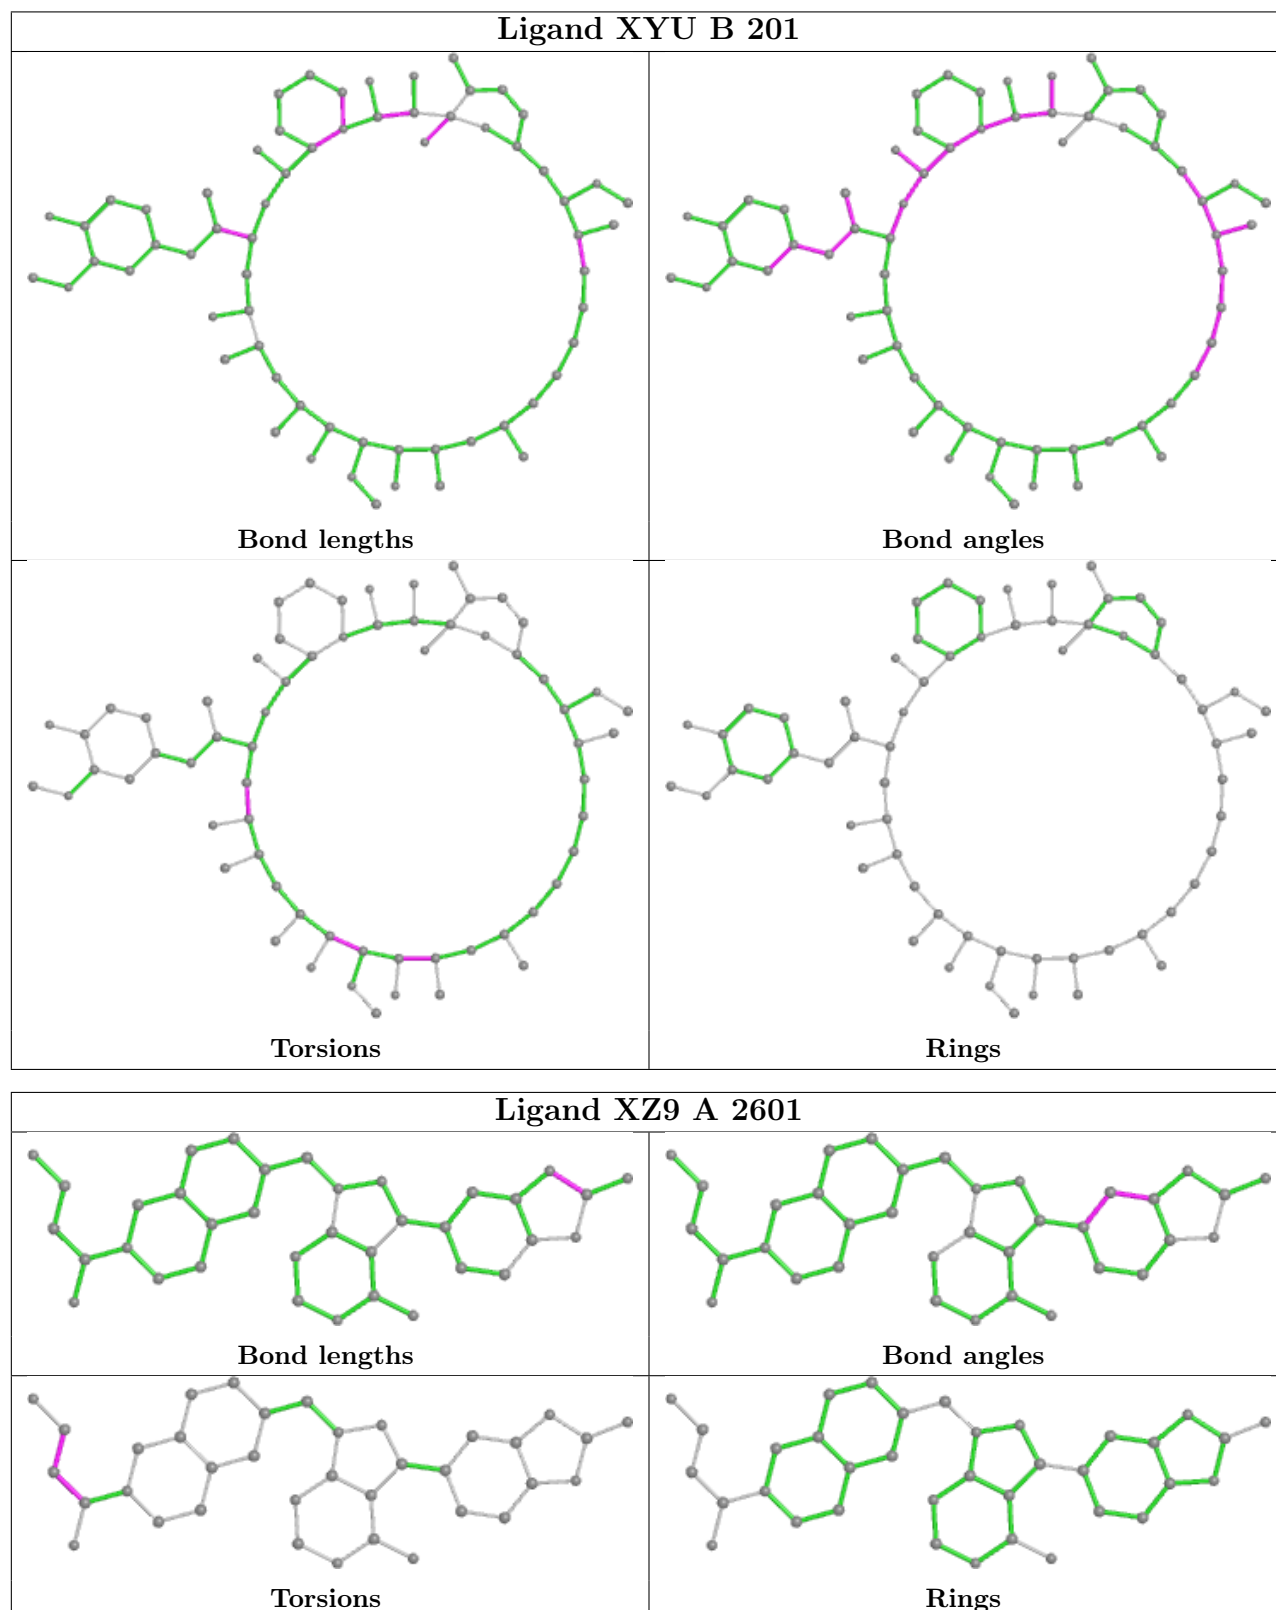 Ligand XYU B 201
Bond lengths
Bond angles
Torsions
Rings
Ligand XZ9 A 2601
Bond lengths
Bond angles
Torsions
Rings